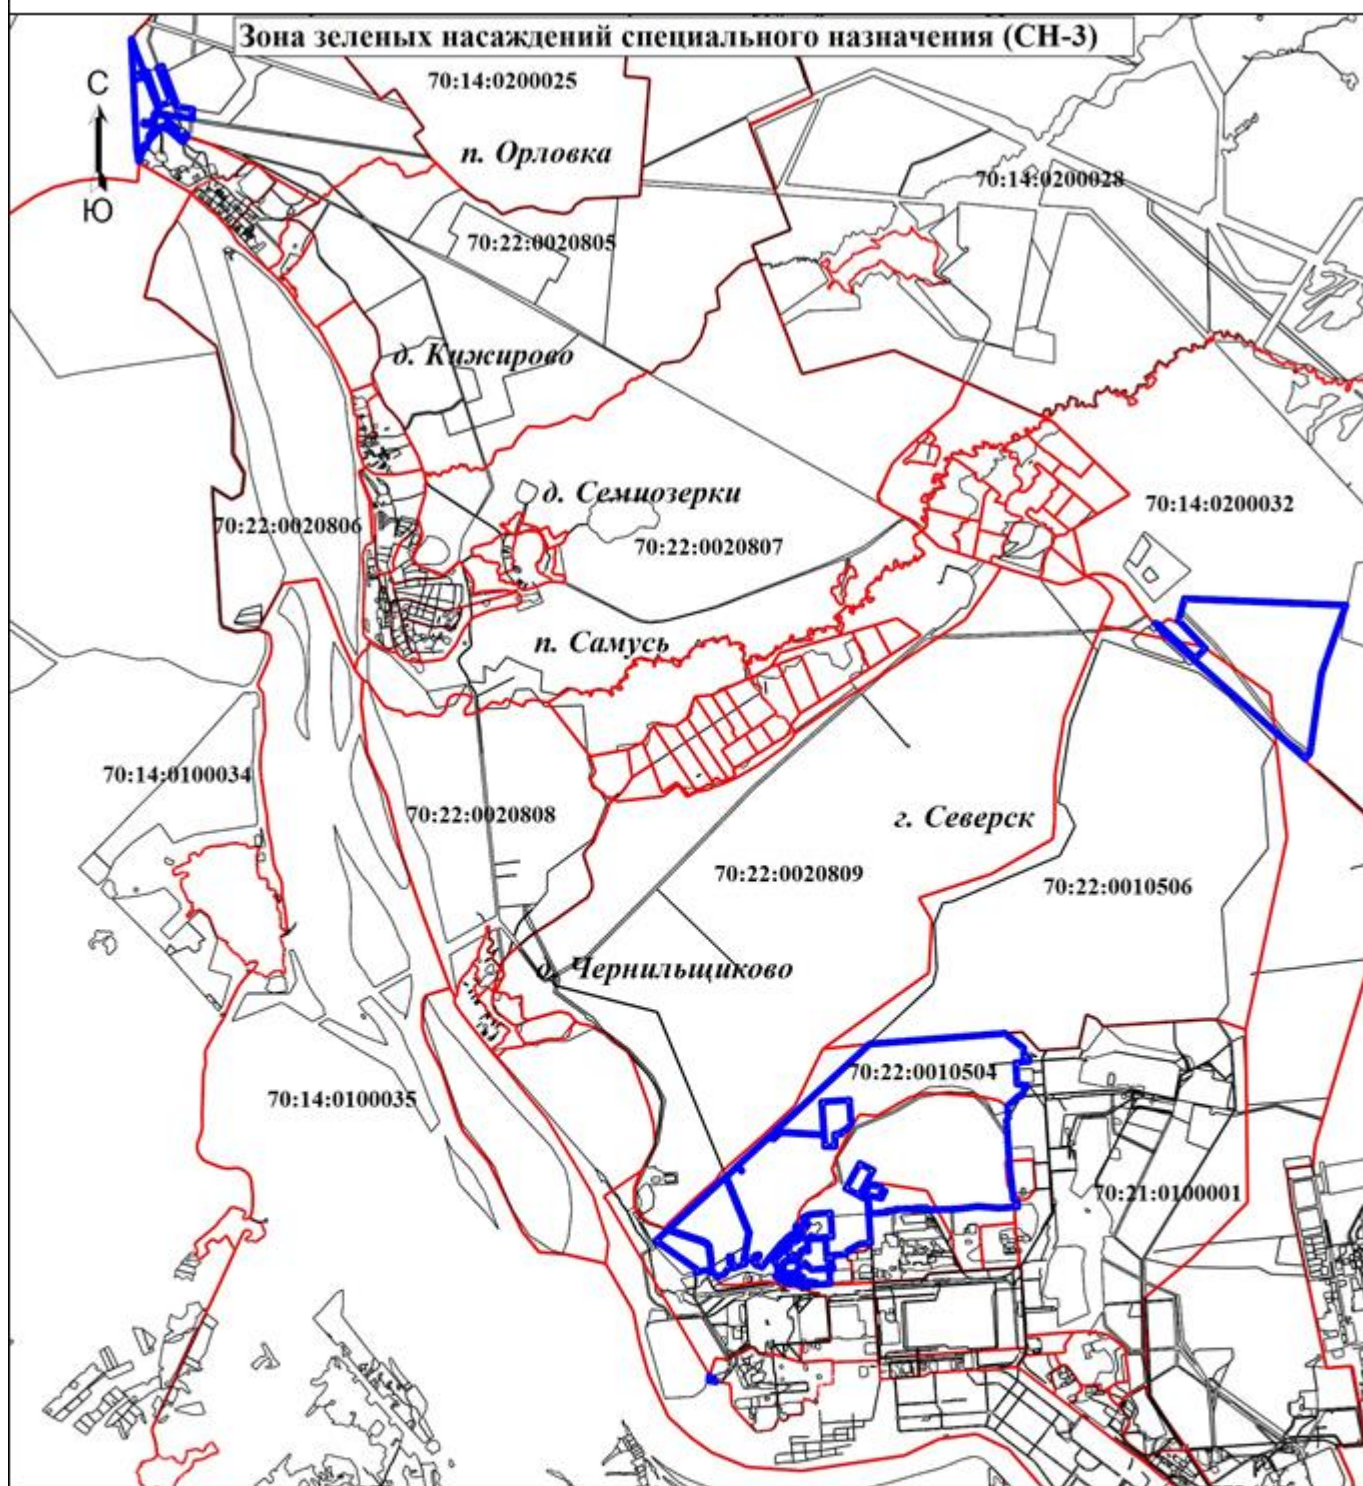 Зона зеленых насаждений специального назначения (СН-3)
С
70:14:0200025
п. Орловка
70:14:0200028
Ю
70:22:0020805
д. Кижирово
д. Семиозерки
70:14:0200032
70:22:0020806
70:22:0020807
п. Самусь
70:14:0100034
70:22:0020808
г. Северск
70:22:0020809
70:22:0010506
д. Чернильщиково
70:22:0010504
70:14:0100035
70:21:0100001